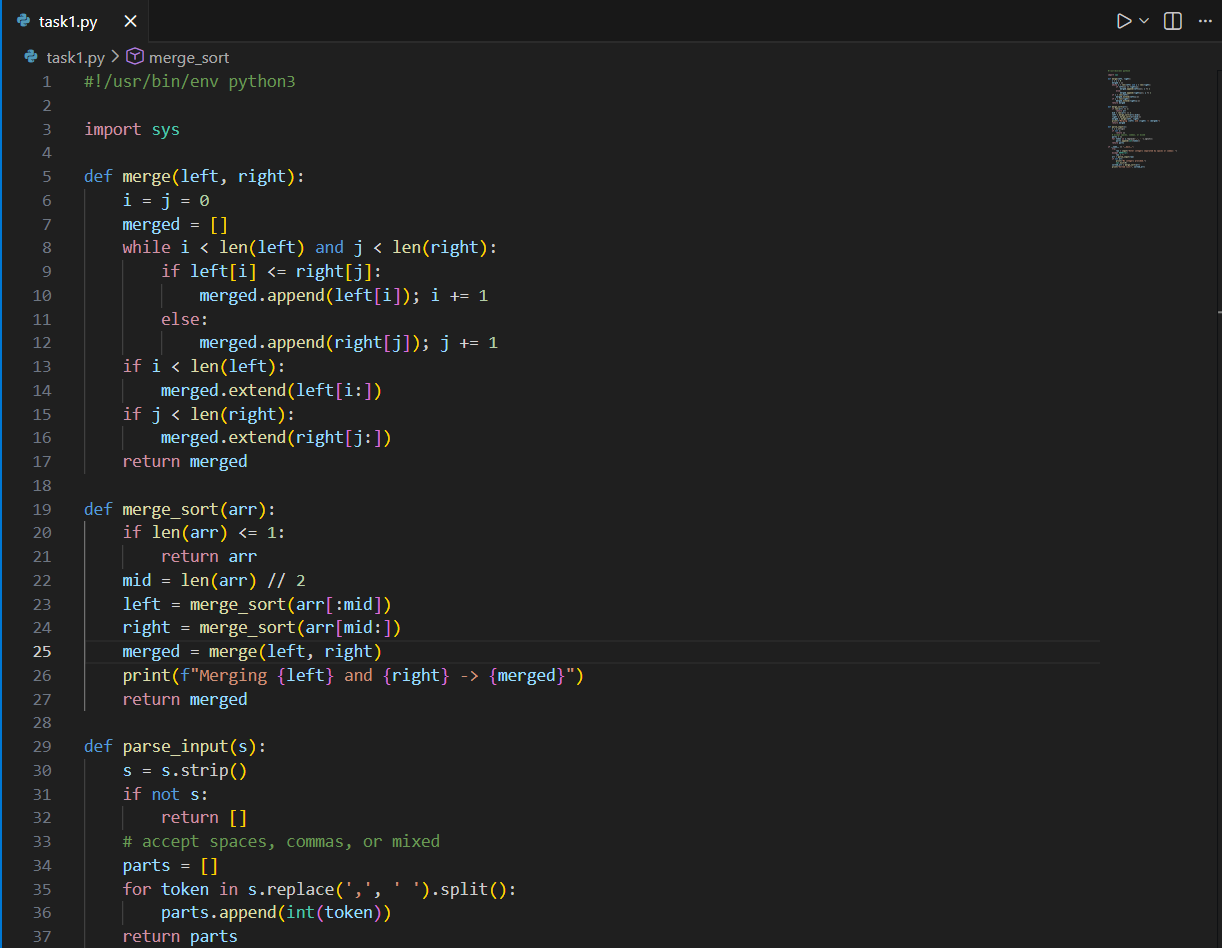 task1.py
task1.py > merge_sort
1 #!/usr/bin/env python3
2
3 import sys
4
5 def merge(left, right):
6     i = j = 0
7     merged = []
8     while i < len(left) and j < len(right):
9         if left[i] <= right[j]:
10             merged.append(left[i]); i += 1
11         else:
12             merged.append(right[j]); j += 1
13     if i < len(left):
14         merged.extend(left[i:])
15     if j < len(right):
16         merged.extend(right[j:])
17     return merged
18
19 def merge_sort(arr):
20     if len(arr) <= 1:
21         return arr
22     mid = len(arr) // 2
23     left = merge_sort(arr[:mid])
24     right = merge_sort(arr[mid:])
25     merged = merge(left, right)
26     print(f"Merging {left} and {right} -> {merged}")
27     return merged
28
29 def parse_input(s):
30     s = s.strip()
31     if not s:
32         return []
33     # accept spaces, commas, or mixed
34     parts = []
35     for token in s.replace(',', ' ').split():
36         parts.append(int(token))
37     return parts